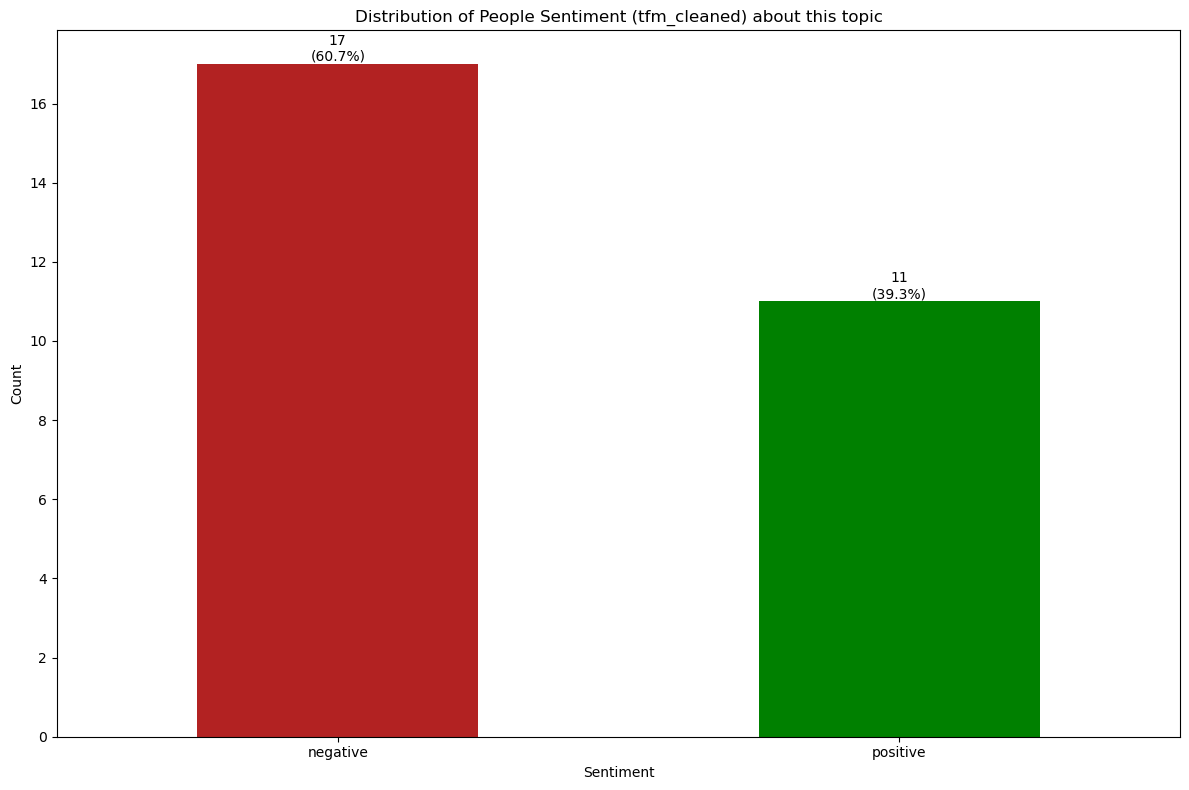 Distribution of People Sentiment (tfm_cleaned) about this topic
17
(60.7%)
11
(39.3%)
16
14
12
10
8
6
4
2
0
Count
negative
positive
Sentiment